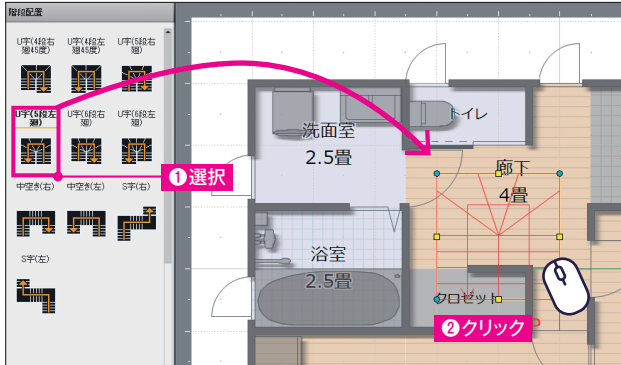 階段配置
U字(4段右
廻45度)
U字(4段左
廻45度)
U字(5段右
廻)
U字(5段左
廻)
U字(6段右
廻)
U字(6段左
廻)
中空き(右)
中空き(左)
S字(右)
S字(左)
❶選択
洗面室
2.5畳
トイレ
廊下
4畳
浴室
2.5畳
クロゼット
❷クリック